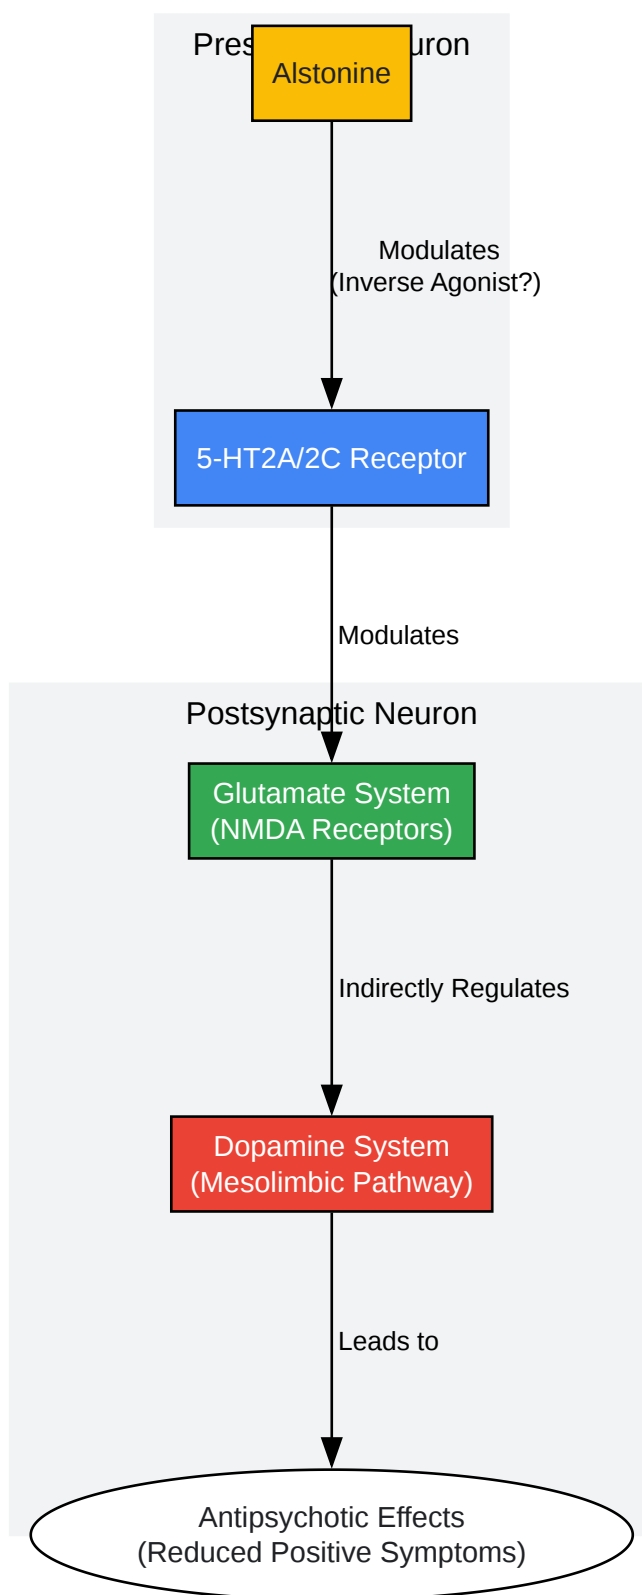 Pres uron
Alstonine
Modulates
(Inverse Agonist?)
5-HT2A/2C Receptor
Modulates
Postsynaptic Neuron
Glutamate System
(NMDA Receptors)
Indirectly Regulates
Dopamine System
(Mesolimbic Pathway)
Leads to
Antipsychotic Effects
(Reduced Positive Symptoms)